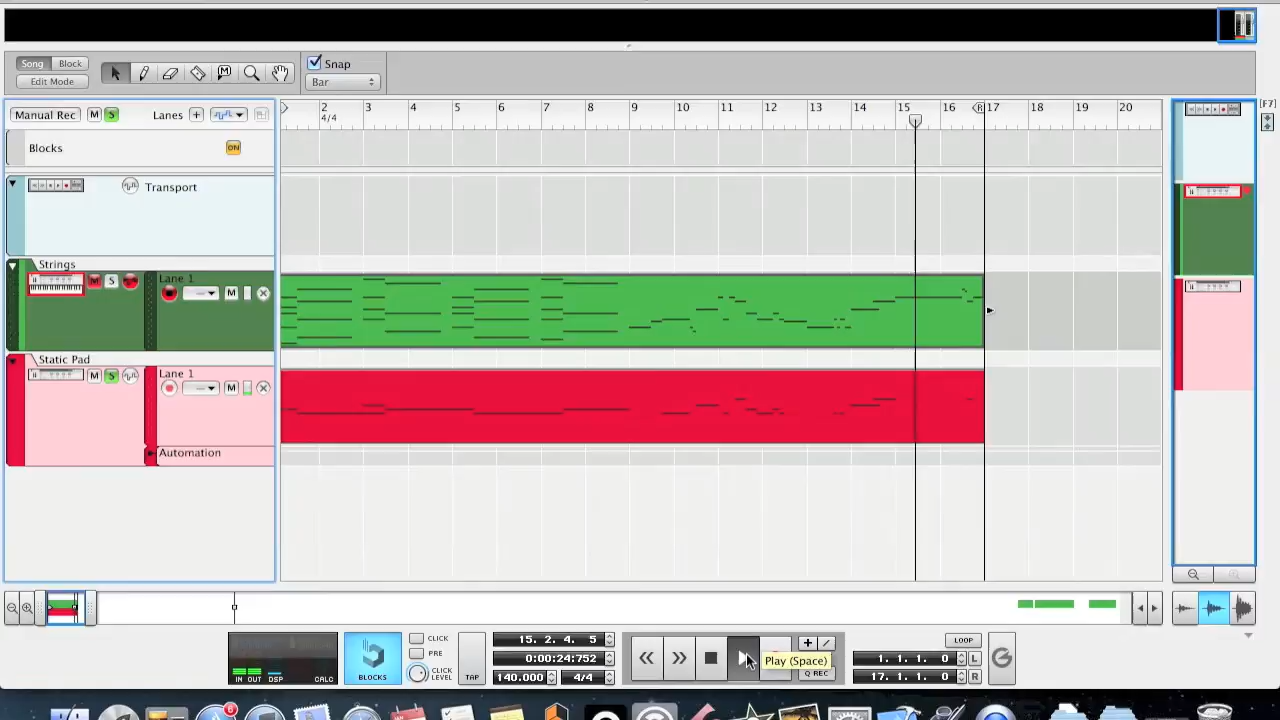 Song Block
Edit Mode
M
Snap
Bar
[F7]
Manual Rec M S Lanes +
2 3 4 5 6 7 8 9 10 11 12 13 14 15 16 R 17 18 19 20
4/4
Blocks ON
Transport
Strings
M S Lane 1
M
Static Pad
M S Lane 1
M
Automation
IN OUT DSP CALC
BLOCKS
CLICK
PRE
CLICK
LEVEL
TAP
15. 2. 4. 5
0:00:24:752
140.000 4/4
Play (Space)
Q REC
LOOP
1. 1. 1. 0 L
17. 1. 1. 0 R
6